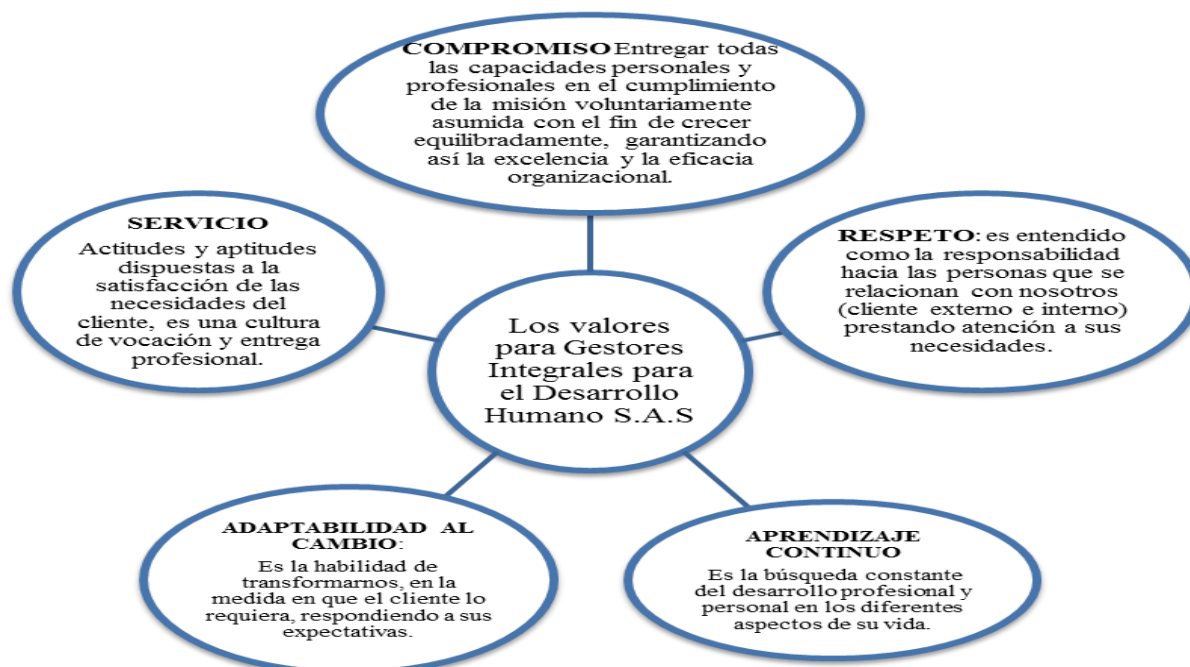 COMPROMISO Entregar todas
las capacidades personales y
profesionales en el cumplimiento
de la misión voluntariamente
asumida con el fin de crecer
equilibradamente, garantizando
así la excelencia y la eficacia
organizacional.
SERVICIO
Actitudes y aptitudes
dispuestas a la
satisfacción de las
necesidades del
cliente, es una cultura
de vocación y entrega
profesional.
RESPETO: es entendido
como la responsabilidad
hacia las personas que se
relacionan con nosotros
(cliente externo e interno)
prestando atención a sus
necesidades.
Los valores
para Gestores
Integrales para
el Desarrollo
Humano S.A.S
ADAPTABILIDAD AL
CAMBIO:
Es la habilidad de
transformarnos, en la
medida en que el cliente lo
requiera, respondiendo a sus
expectativas.
APRENDIZAJE
CONTINUO
Es la búsqueda constante
del desarrollo profesional y
personal en los diferentes
aspectos de su vida.